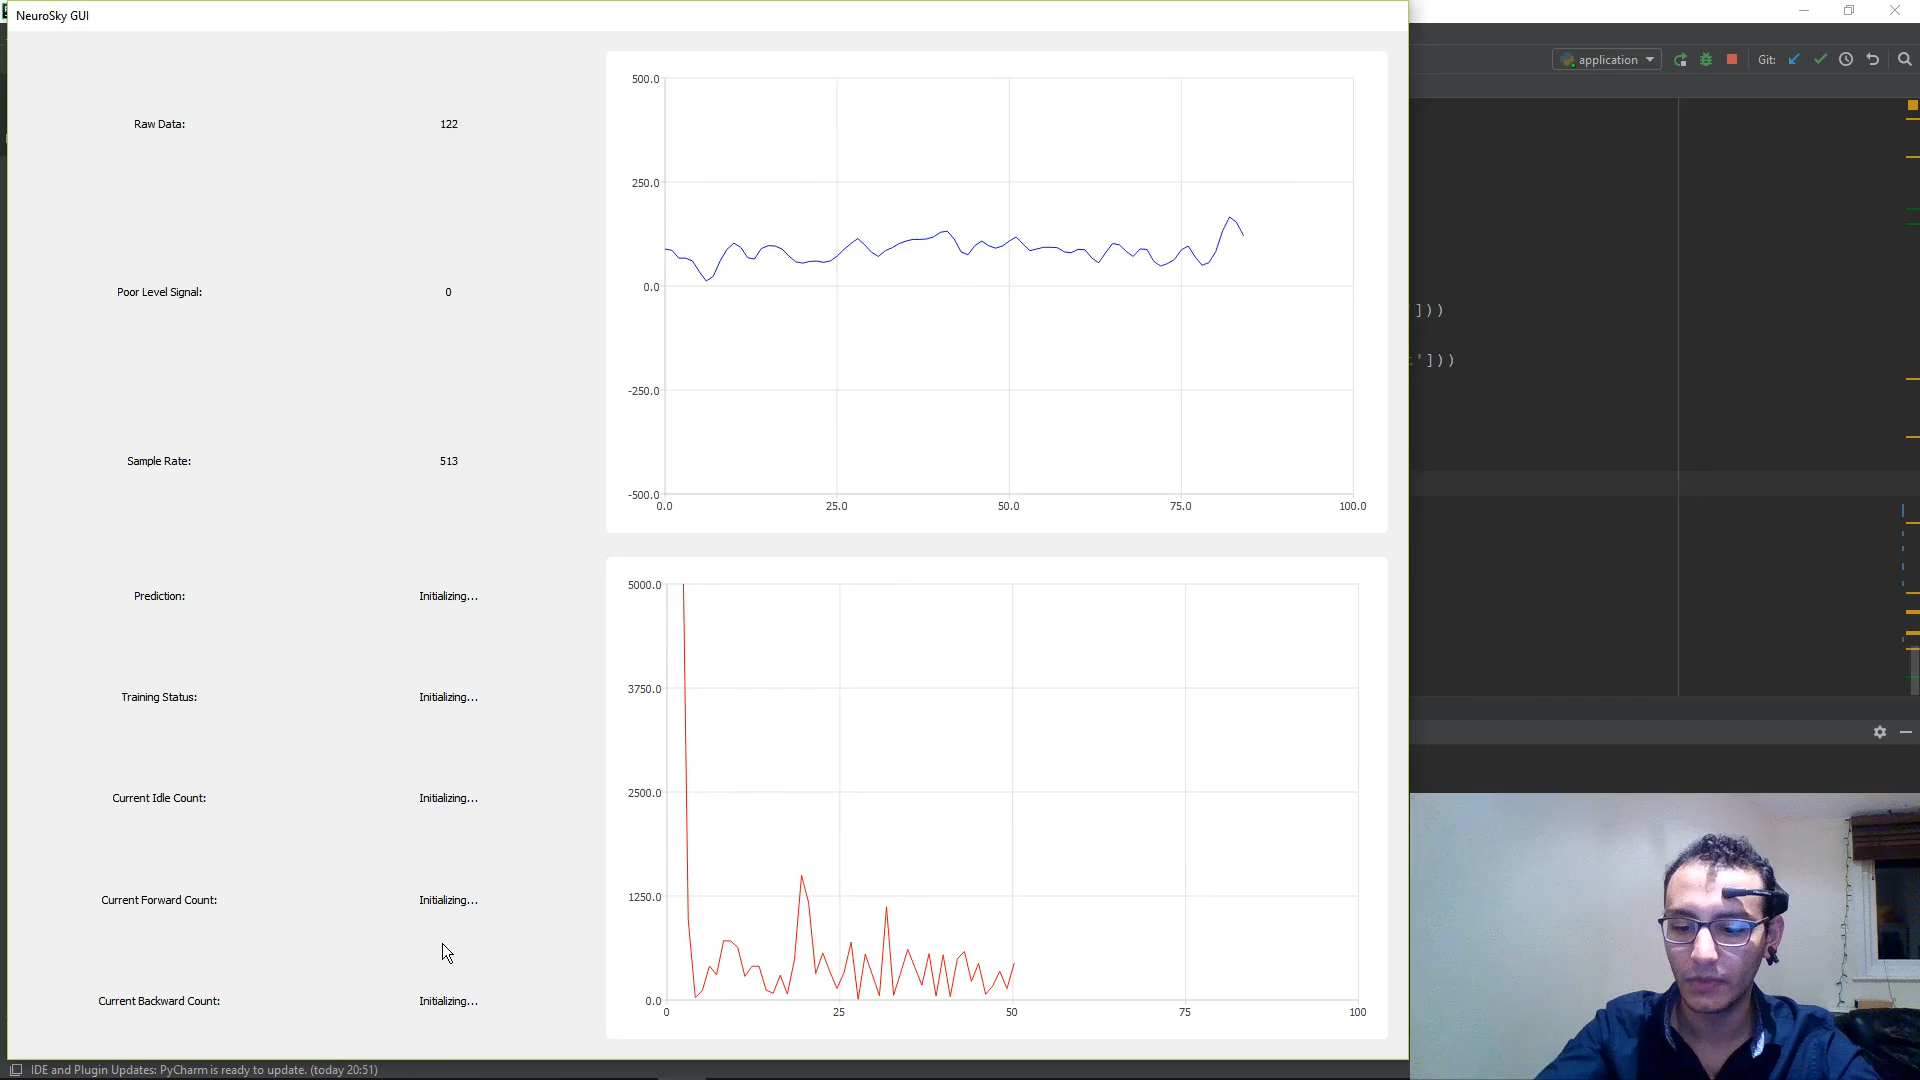 NeuroSky GUI
application
Git:
Raw Data:
122
Poor Level Signal:
0
Sample Rate:
513
Prediction:
Initializing...
Training Status:
Initializing...
Current Idle Count:
Initializing...
Current Forward Count:
Initializing...
Current Backward Count:
Initializing...
500.0
250.0
0.0
-250.0
-500.0
0.0 25.0 50.0 75.0 100.0
5000.0
3750.0
2500.0
1250.0
0.0
0 25 50 75 100
']))
']))
IDE and Plugin Updates: PyCharm is ready to update. (today 20:51)